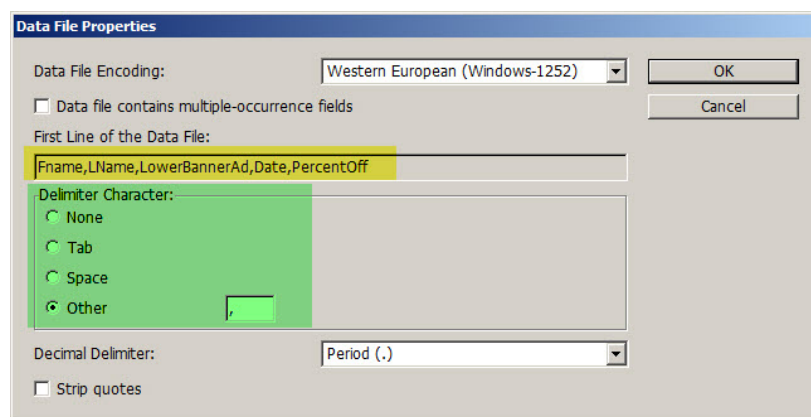 Data File Properties
Data File Encoding: Western European (Windows-1252) OK
Data file contains multiple-occurrence fields Cancel
First Line of the Data File:
Fname,LName,LowerBannerAd,Date,PercentOff
Delimiter Character:
None
Tab
Space
Other ,
Decimal Delimiter: Period (.)
Strip quotes